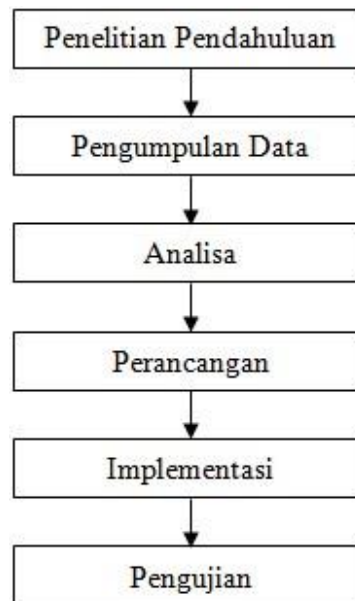 Penelitian Pendahuluan
Pengumpulan Data
Analisa
Perancangan
Implementasi
Pengujian